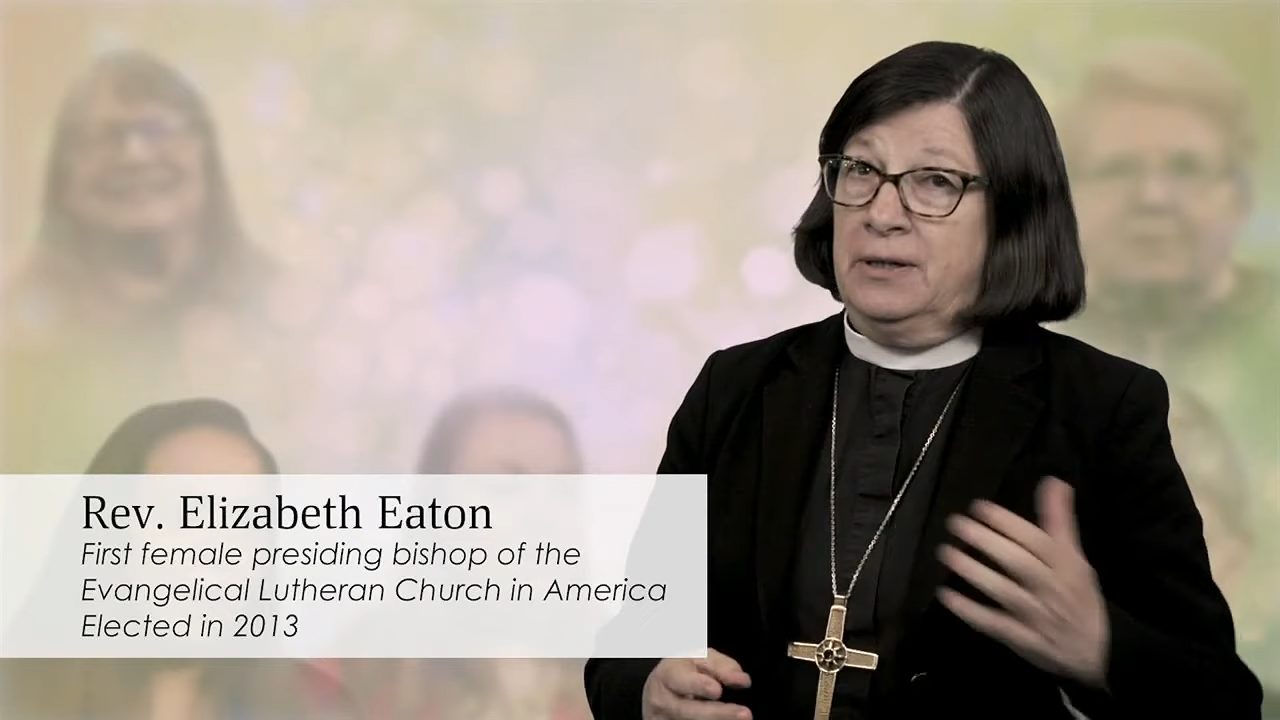 Rev. Elizabeth Eaton
First female presiding bishop of the
Evangelical Lutheran Church in America
Elected in 2013